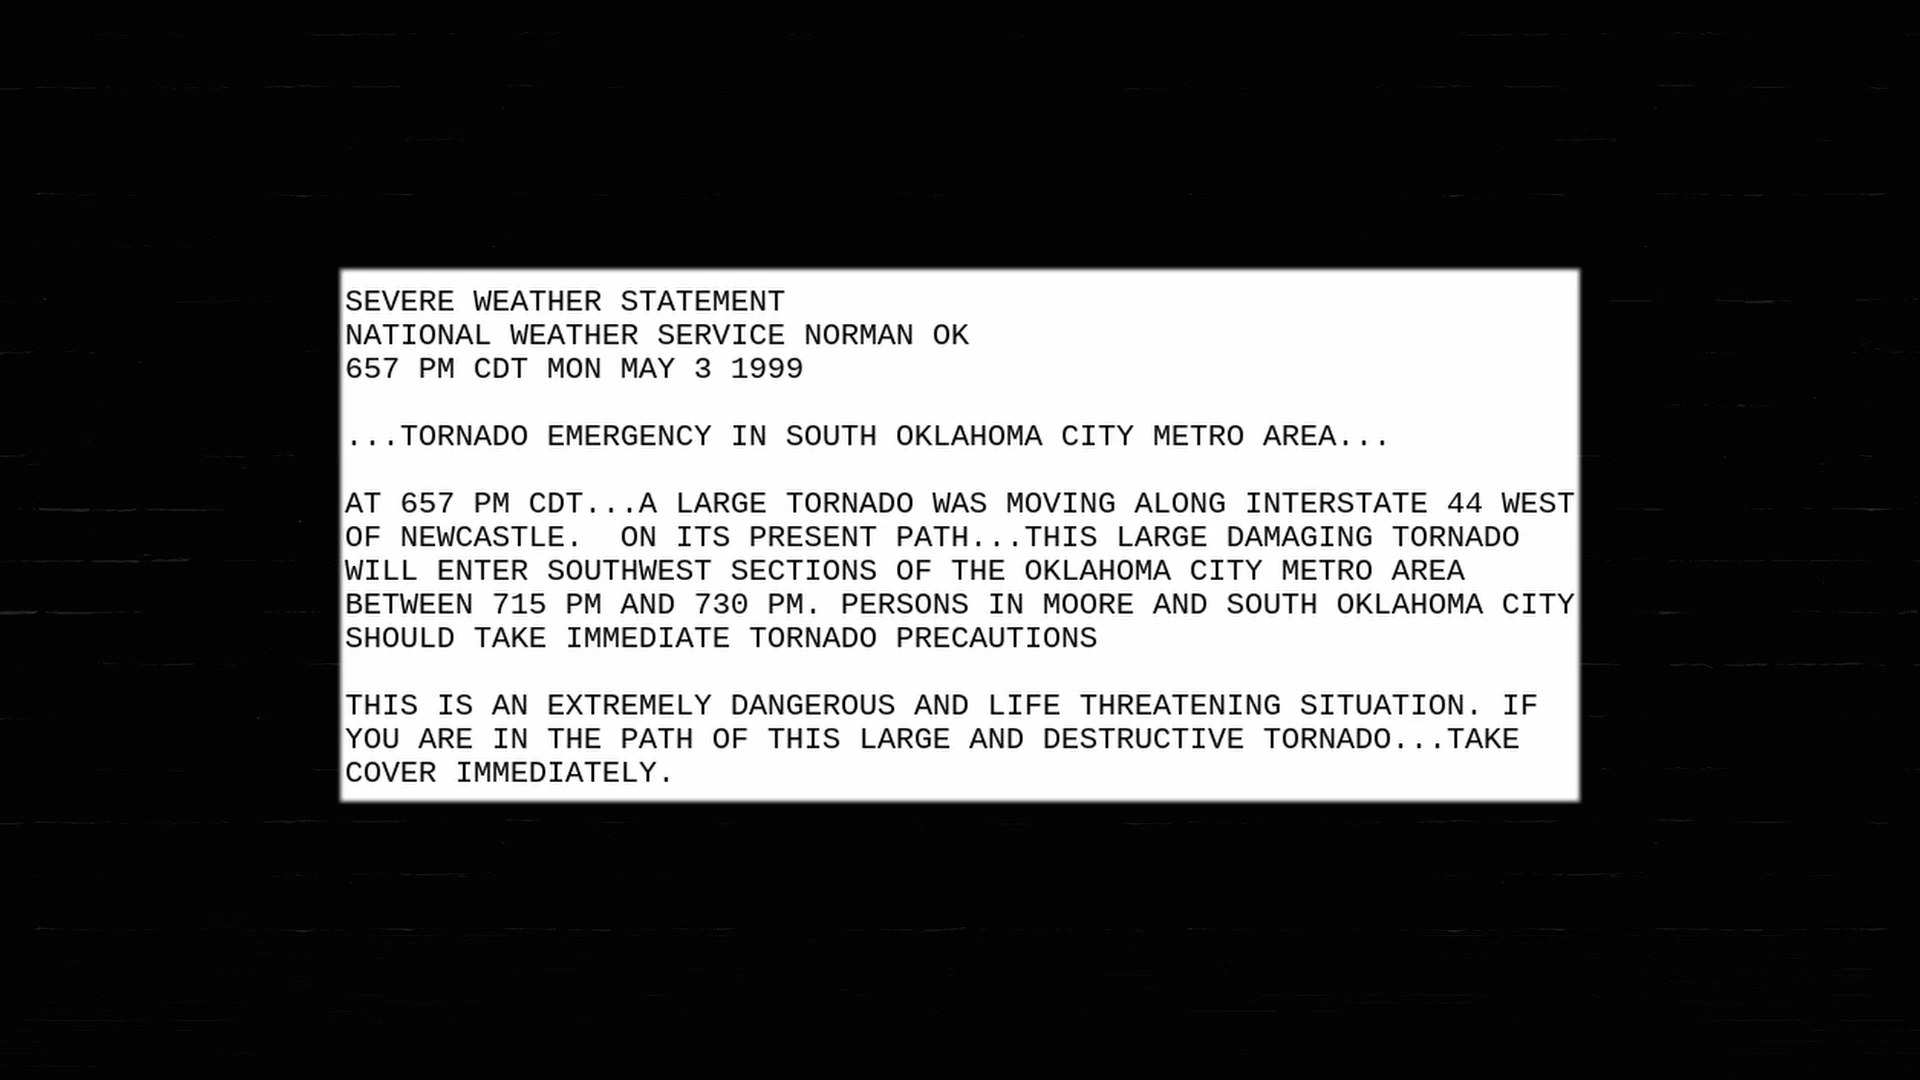 SEVERE WEATHER STATEMENT
NATIONAL WEATHER SERVICE NORMAN OK
657 PM CDT MON MAY 3 1999
...TORNADO EMERGENCY IN SOUTH OKLAHOMA CITY METRO AREA...
AT 657 PM CDT...A LARGE TORNADO WAS MOVING ALONG INTERSTATE 44 WEST
OF NEWCASTLE.  ON ITS PRESENT PATH...THIS LARGE DAMAGING TORNADO
WILL ENTER SOUTHWEST SECTIONS OF THE OKLAHOMA CITY METRO AREA
BETWEEN 715 PM AND 730 PM. PERSONS IN MOORE AND SOUTH OKLAHOMA CITY
SHOULD TAKE IMMEDIATE TORNADO PRECAUTIONS
THIS IS AN EXTREMELY DANGEROUS AND LIFE THREATENING SITUATION. IF
YOU ARE IN THE PATH OF THIS LARGE AND DESTRUCTIVE TORNADO...TAKE
COVER IMMEDIATELY.